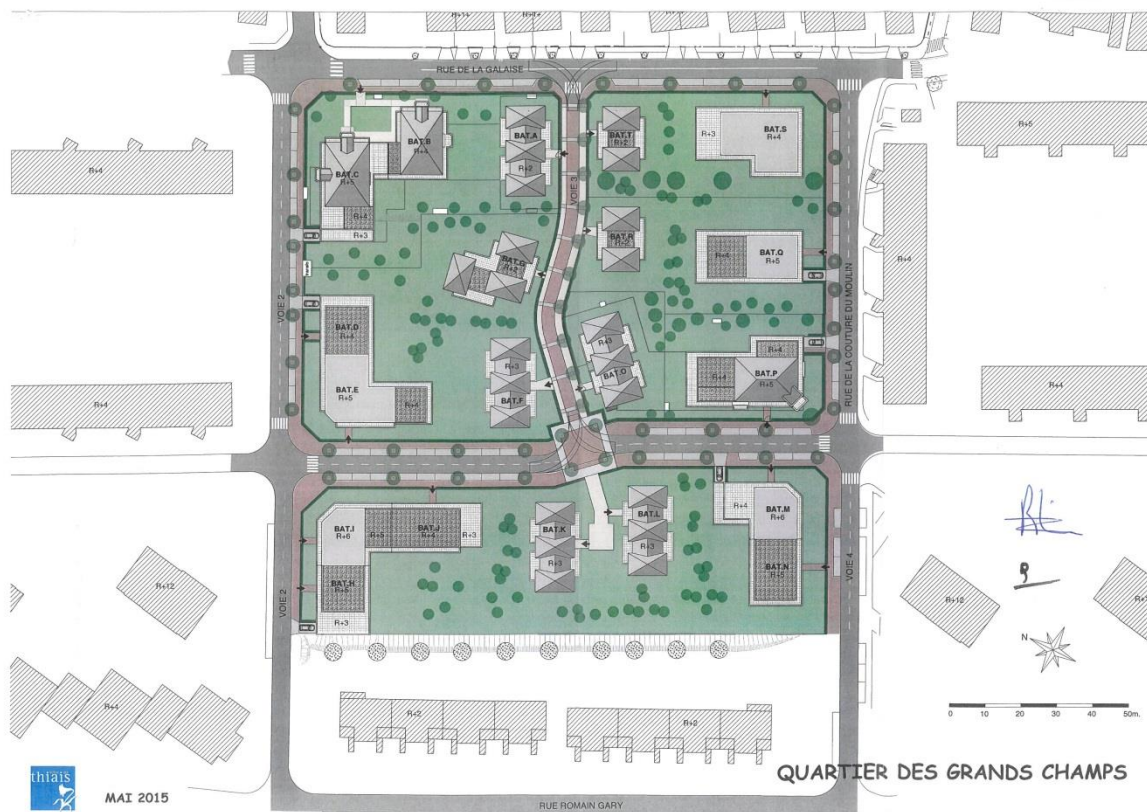 R+1+
R+1+
RUE DE LA GALAISE
R+5
R+4
BAT.B
R+4
BAT.A
R+2
BAT.T
R+2
R+3
BAT.S
R+4
BAT.C
R+5
R+4
R+3
VOIE 3
BAT.R
R+2
R+4
BAT.Q
R+5
R+4
BAT.G
R+2
VOIE 2
RUE DE LA COUTURE DU MOULIN
BAT.D
R+4
BAT.E
R+5
R+4
R+3
BAT.F
R+3
BAT.O
R+4
R+4
BAT.P
R+5
R+4
R+4
BAT.I
R+6
R+5
BAT.J
R+4
R+3
BAT.K
R+3
BAT.L
R+3
R+4
BAT.M
R+6
BAT.H
R+5
R+3
BAT.N
R+5
VOIE 2
VOIE 4
R+12
R+12
N
R+4
R+2
R+2
0 10 20 30 40 50m.
QUARTIER DES GRANDS CHAMPS
thiais
MAI 2015
RUE ROMAIN GARY